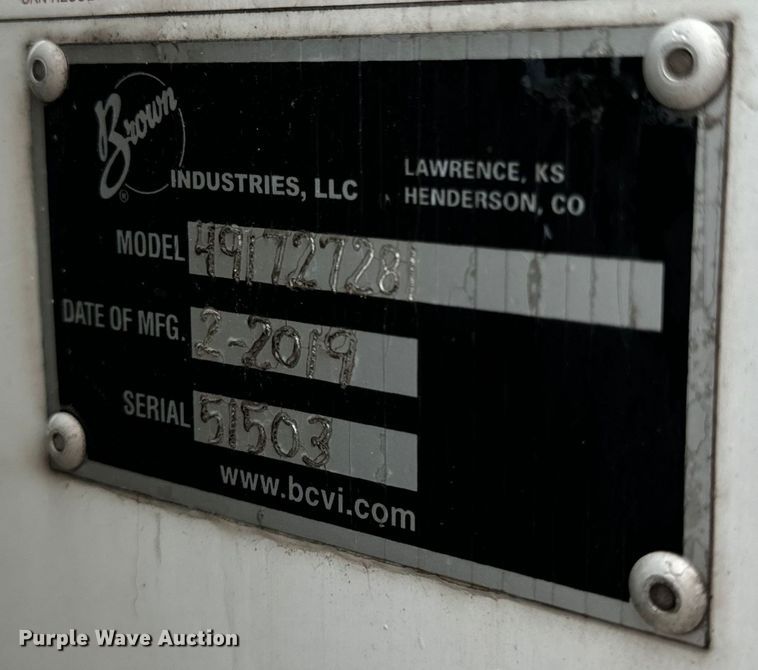 Brown
®
INDUSTRIES, LLC
LAWRENCE, KS
HENDERSON, CO
MODEL 49172728
DATE OF MFG. 2-2019
SERIAL 51503
www.bcvi.com
Purple Wave Auction